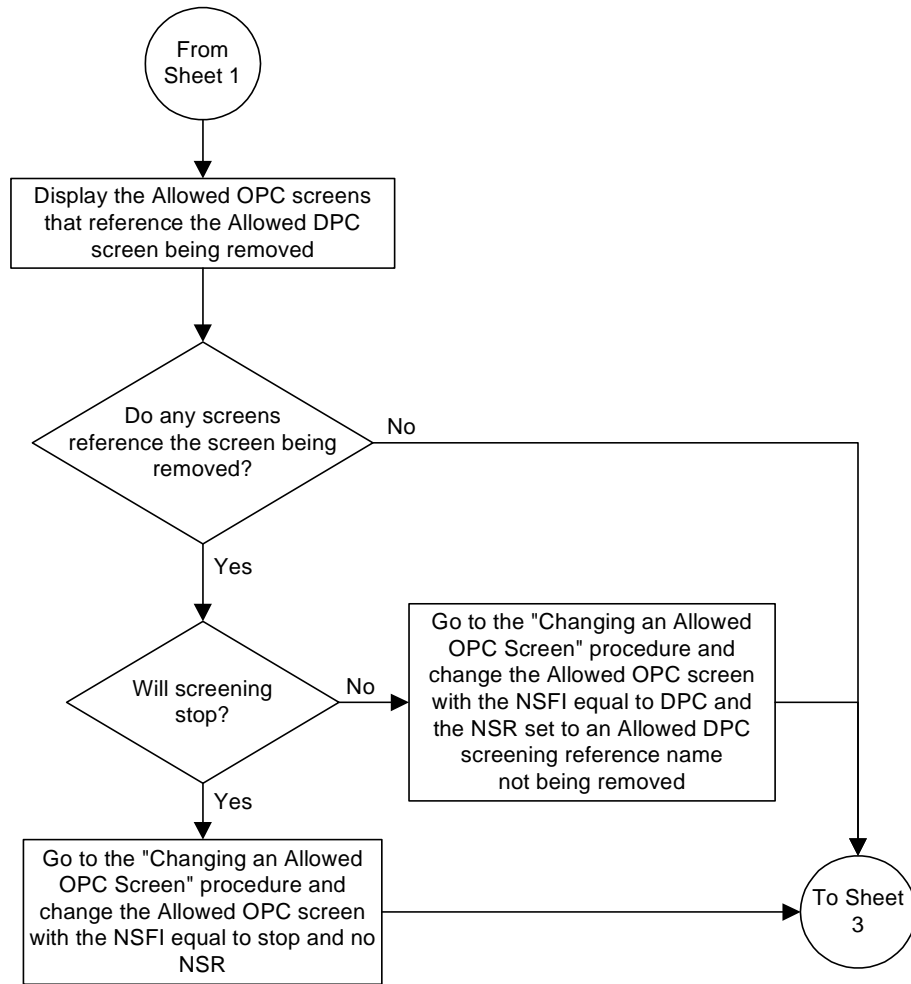 From
Sheet 1
Display the Allowed OPC screens
that reference the Allowed DPC
screen being removed
Do any screens
reference the screen being
removed?
No
Yes
Will screening
stop?
No
Go to the "Changing an Allowed
OPC Screen" procedure and
change the Allowed OPC screen
with the NSFI equal to DPC and
the NSR set to an Allowed DPC
screening reference name
not being removed
Yes
Go to the "Changing an Allowed
OPC Screen" procedure and
change the Allowed OPC screen
with the NSFI equal to stop and no
NSR
To Sheet
3